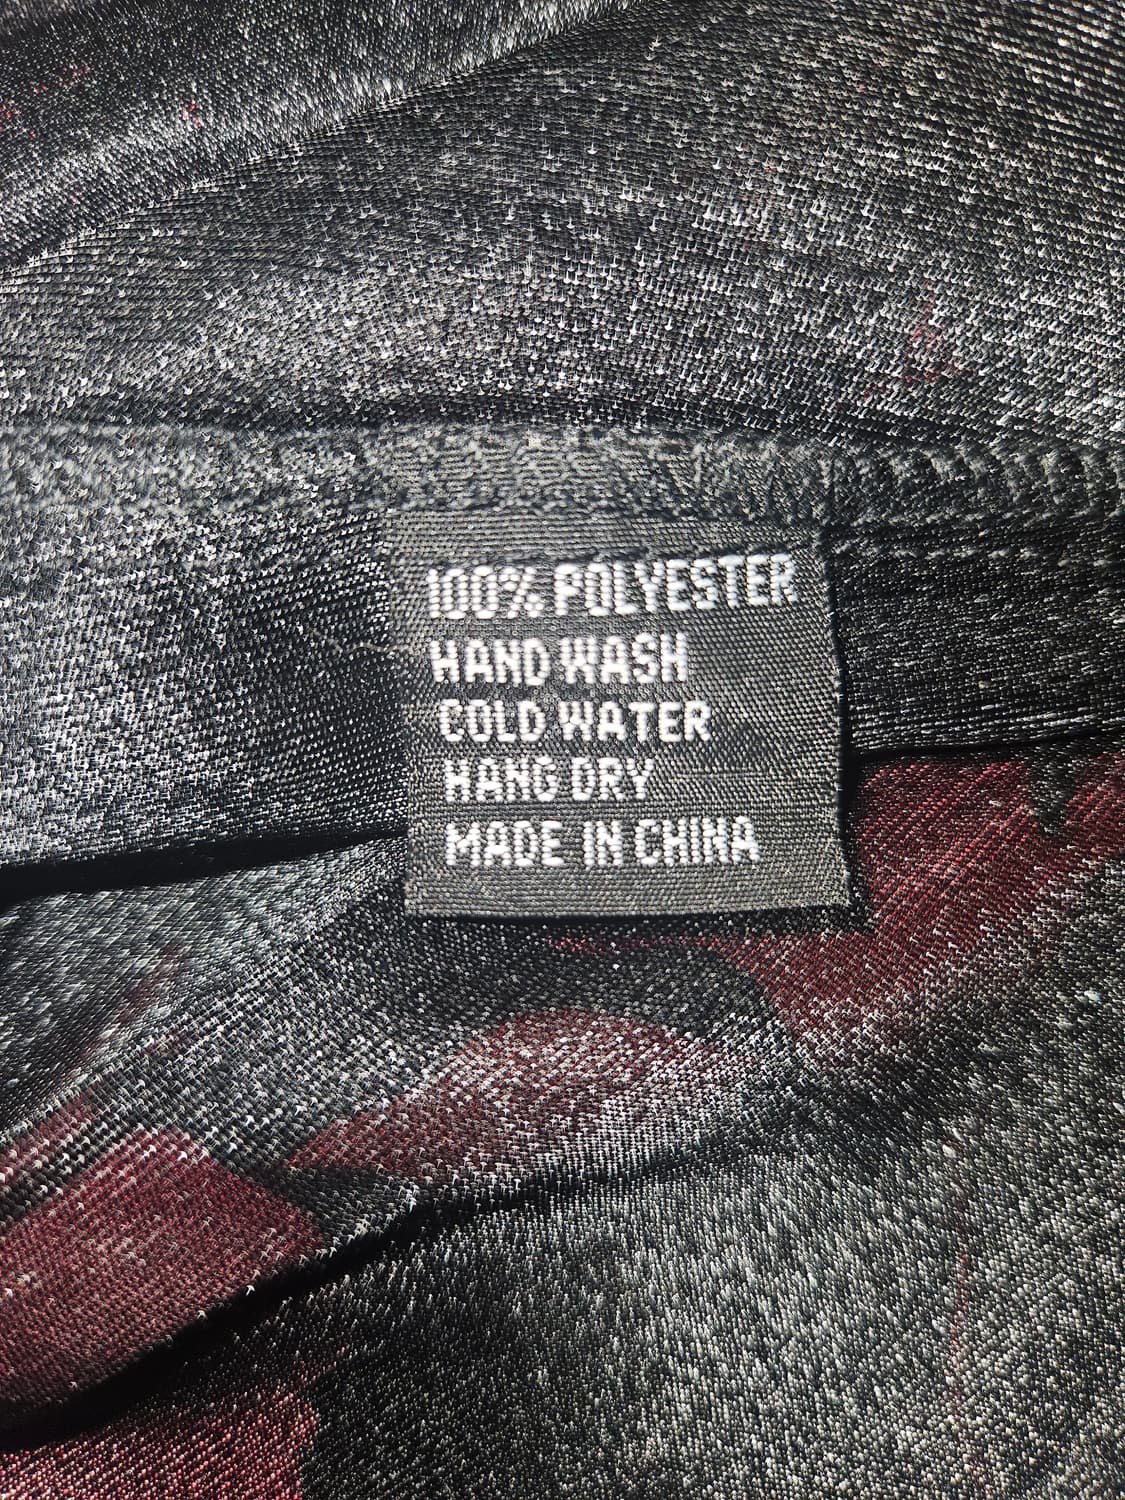 100% POLYESTER
HAND WASH
COLD WATER
HANG DRY
MADE IN CHINA